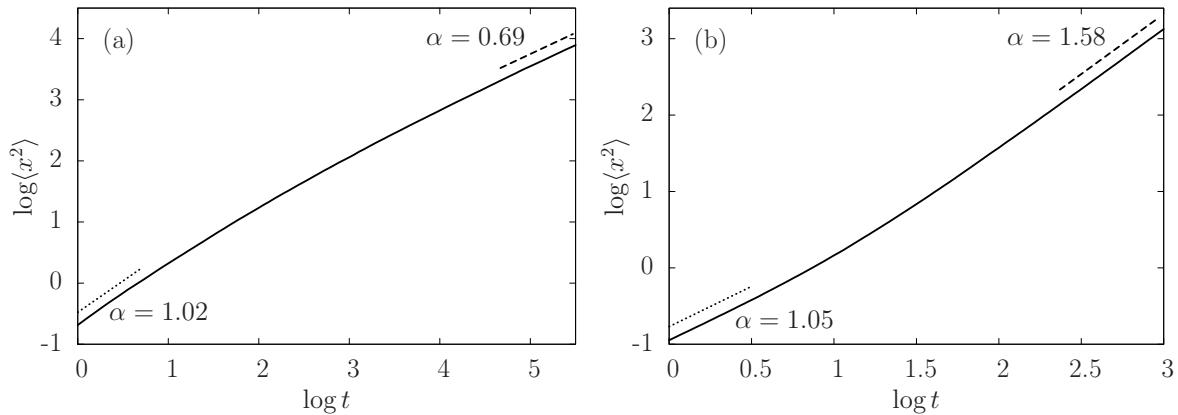 (a)
α = 0.69
4
3
2
1
0
-1
α = 1.02
0 1 2 3 4 5
log t
log⟨x²⟩
(b)
α = 1.58
3
2
1
0
-1
α = 1.05
0 0.5 1 1.5 2 2.5 3
log t
log⟨x²⟩